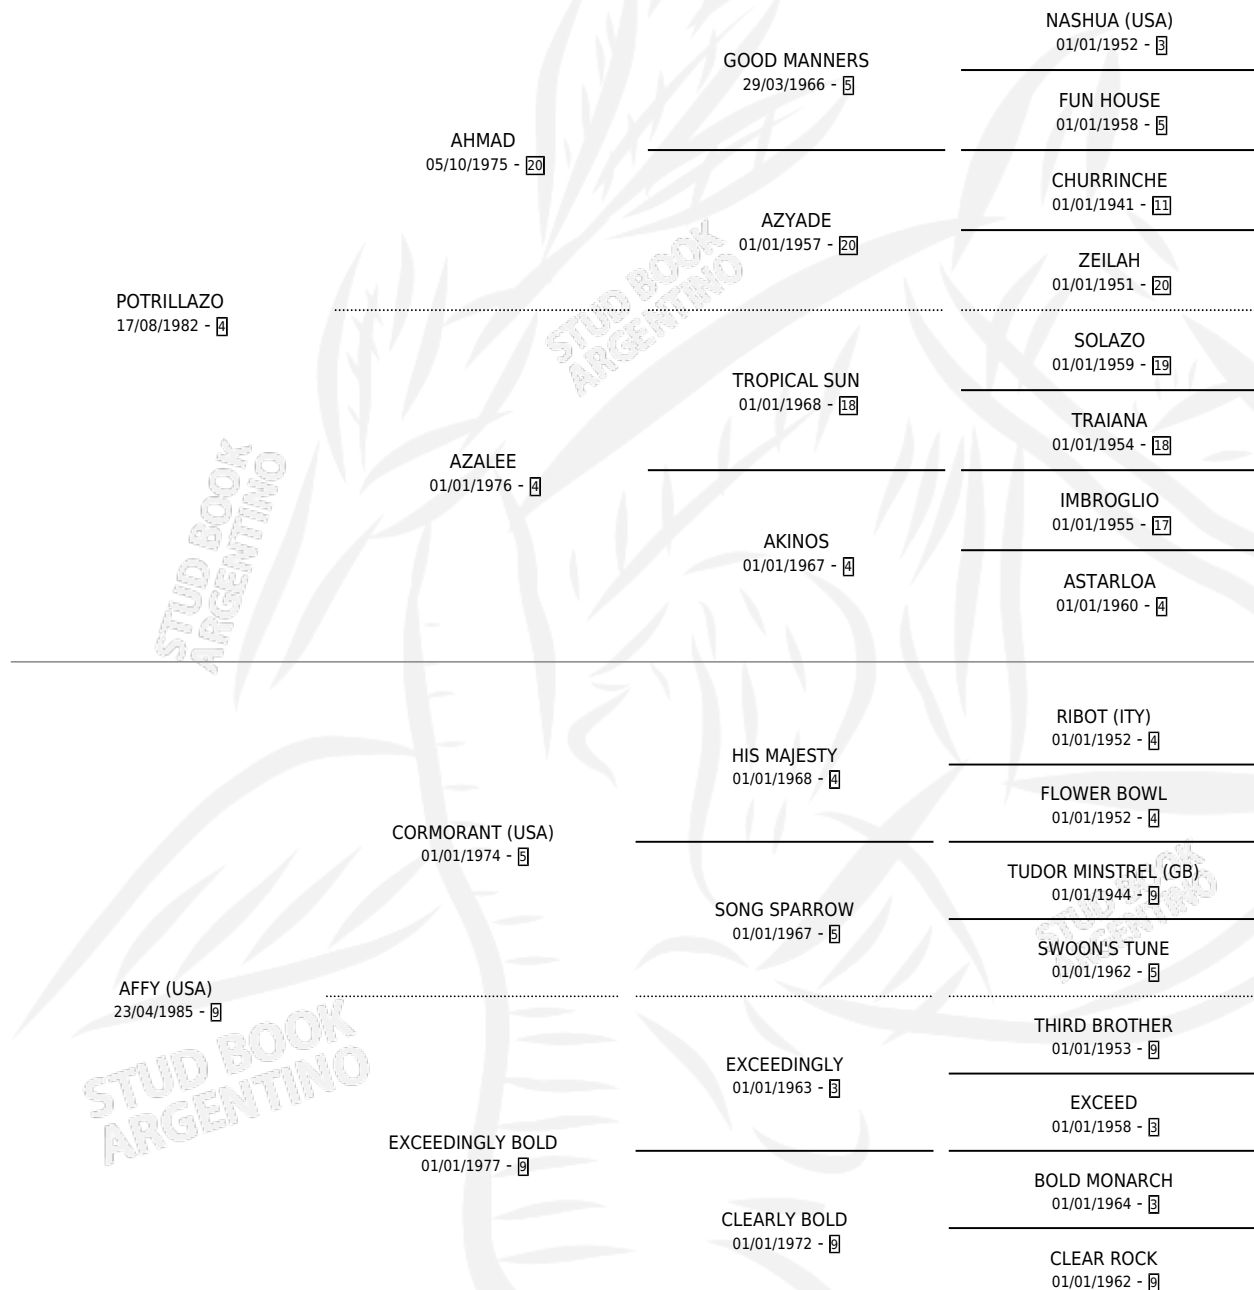 NASHUA (USA)
01/01/1952 - 3
GOOD MANNERS
29/03/1966 - 5
FUN HOUSE
01/01/1958 - 5
AHMAD
05/10/1975 - 20
CHURRINCHE
01/01/1941 - 11
AZYADE
01/01/1957 - 20
ZEILAH
01/01/1951 - 20
POTRILLAZO
17/08/1982 - 4
SOLAZO
01/01/1959 - 19
TROPICAL SUN
01/01/1968 - 18
TRAIANA
01/01/1954 - 18
AZALEE
01/01/1976 - 4
IMBROGLIO
01/01/1955 - 17
AKINOS
01/01/1967 - 4
ASTARLOA
01/01/1960 - 4
RIBOT (ITY)
01/01/1952 - 4
HIS MAJESTY
01/01/1968 - 4
FLOWER BOWL
01/01/1952 - 4
CORMORANT (USA)
01/01/1974 - 5
TUDOR MINSTREL (GB)
01/01/1944 - 9
SONG SPARROW
01/01/1967 - 5
SWOON'S TUNE
01/01/1962 - 5
AFFY (USA)
23/04/1985 - 9
THIRD BROTHER
01/01/1953 - 9
EXCEEDINGLY
01/01/1963 - 3
EXCEED
01/01/1958 - 3
EXCEEDINGLY BOLD
01/01/1977 - 9
BOLD MONARCH
01/01/1964 - 3
CLEARLY BOLD
01/01/1972 - 9
CLEAR ROCK
01/01/1962 - 9
STUD BOOK
ARGENTINO
STUD BOOK
ARGENTINO
STUD BOOK
ARGENTINO
STUD BOOK
ARGENTINO